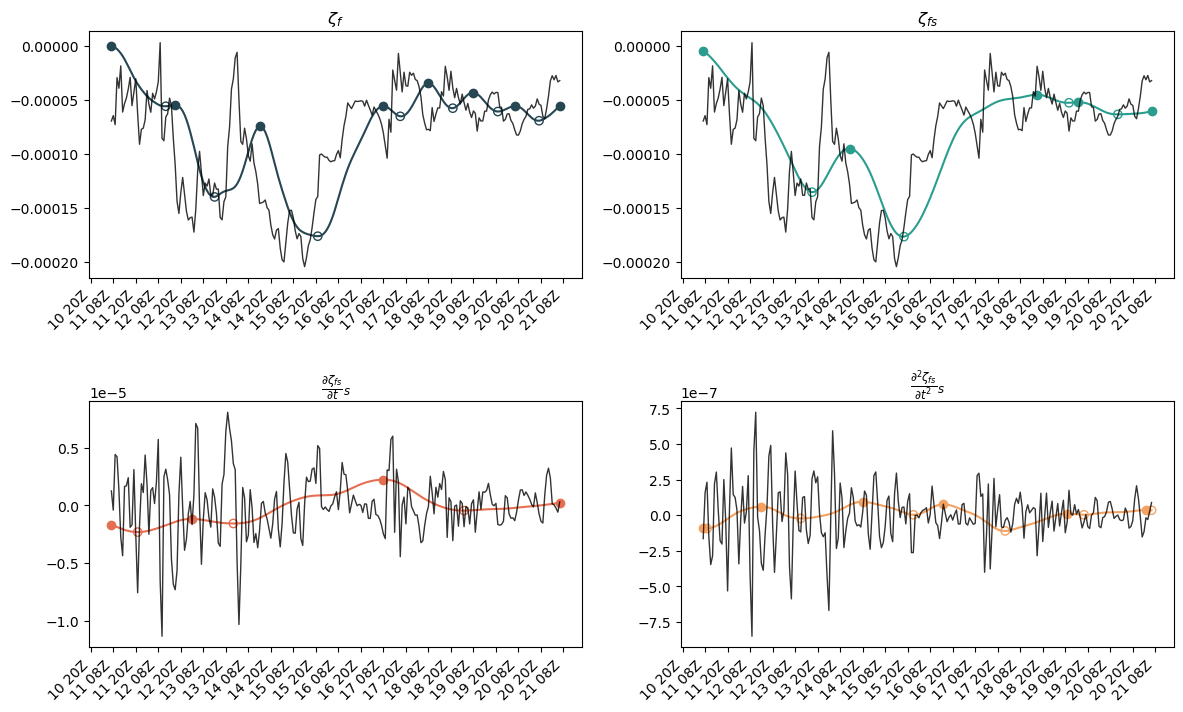 ζ_f
0.00000
−0.00005
−0.00010
−0.00015
−0.00020
10 20Z 11 08Z 11 20Z 12 08Z 12 20Z 13 08Z 13 20Z 14 08Z 14 20Z 15 08Z 15 20Z 16 08Z 16 20Z 17 08Z 17 20Z 18 08Z 18 20Z 19 08Z 19 20Z 20 08Z 20 20Z 21 08Z
ζ_fs
0.00000
−0.00005
−0.00010
−0.00015
−0.00020
10 20Z 11 08Z 11 20Z 12 08Z 12 20Z 13 08Z 13 20Z 14 08Z 14 20Z 15 08Z 15 20Z 16 08Z 16 20Z 17 08Z 17 20Z 18 08Z 18 20Z 19 08Z 19 20Z 20 08Z 20 20Z 21 08Z
∂ζ_fs/∂t s
1e−5
0.5
0.0
−0.5
−1.0
10 20Z 11 08Z 11 20Z 12 08Z 12 20Z 13 08Z 13 20Z 14 08Z 14 20Z 15 08Z 15 20Z 16 08Z 16 20Z 17 08Z 17 20Z 18 08Z 18 20Z 19 08Z 19 20Z 20 08Z 20 20Z 21 08Z
∂²ζ_fs/∂t² s
1e−7
7.5
5.0
2.5
0.0
−2.5
−5.0
−7.5
10 20Z 11 08Z 11 20Z 12 08Z 12 20Z 13 08Z 13 20Z 14 08Z 14 20Z 15 08Z 15 20Z 16 08Z 16 20Z 17 08Z 17 20Z 18 08Z 18 20Z 19 08Z 19 20Z 20 08Z 20 20Z 21 08Z